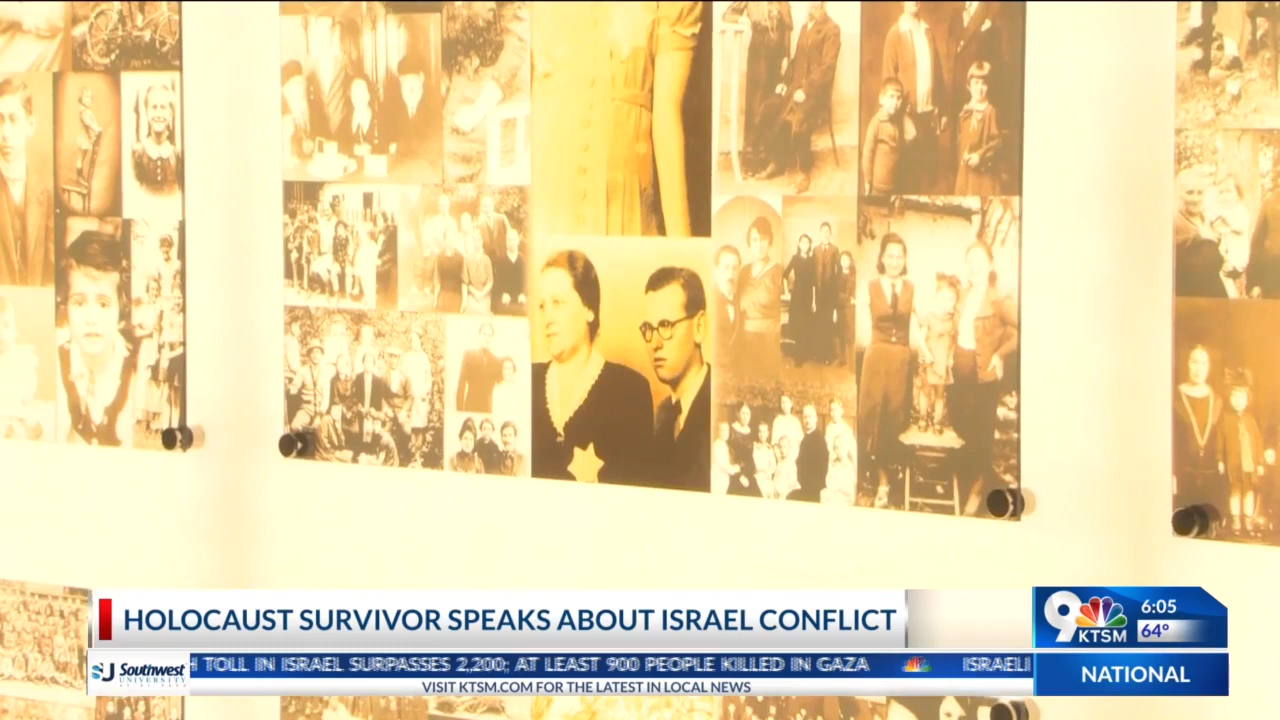 HOLOCAUST SURVIVOR SPEAKS ABOUT ISRAEL CONFLICT
9 KTSM
6:05
64°
Southwest
UNIVERSITY
H TOLL IN ISRAEL SURPASSES 2,200; AT LEAST 900 PEOPLE KILLED IN GAZA ISRAELI
NATIONAL
VISIT KTSM.COM FOR THE LATEST IN LOCAL NEWS